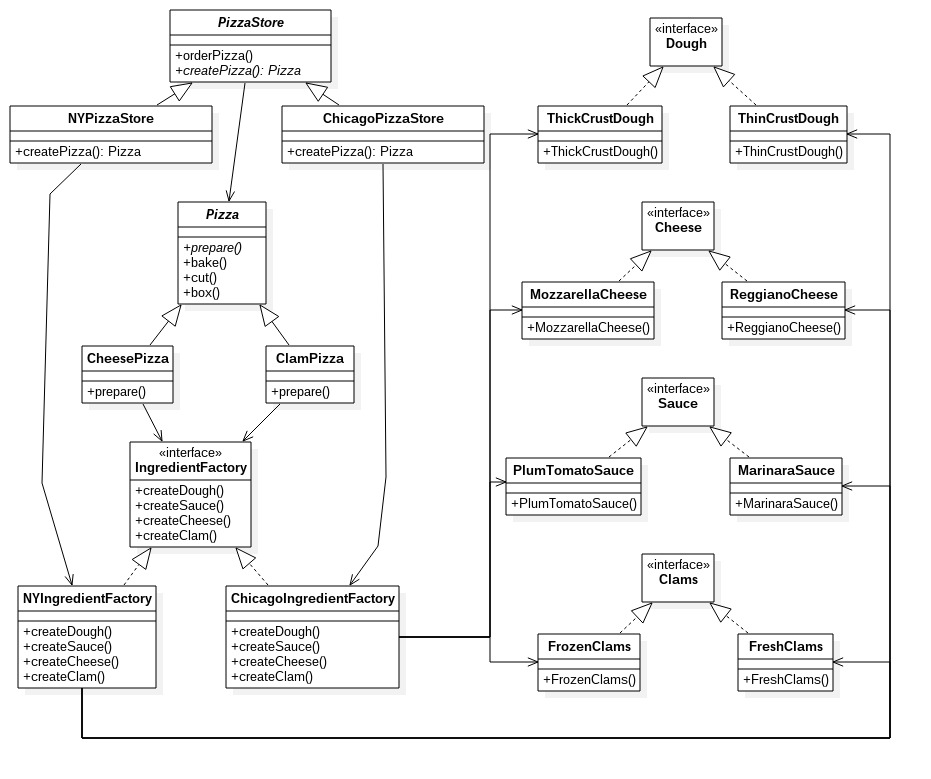 PizzaStore
+orderPizza()
+createPizza(): Pizza
NYPizzaStore
+createPizza(): Pizza
ChicagoPizzaStore
+createPizza(): Pizza
Pizza
+prepare()
+bake()
+cut()
+box()
CheesePizza
+prepare()
ClamPizza
+prepare()
«interface»
IngredientFactory
+createDough()
+createSauce()
+createCheese()
+createClam()
NYIngredientFactory
+createDough()
+createSauce()
+createCheese()
+createClam()
ChicagoIngredientFactory
+createDough()
+createSauce()
+createCheese()
+createClam()
«interface»
Dough
ThickCrustDough
+ThickCrustDough()
ThinCrustDough
+ThinCrustDough()
«interface»
Cheese
MozzarellaCheese
+MozzarellaCheese()
ReggianoCheese
+ReggianoCheese()
«interface»
Sauce
PlumTomatoSauce
+PlumTomatoSauce()
MarinaraSauce
+MarinaraSauce()
«interface»
Clams
FrozenClams
+FrozenClams()
FreshClams
+FreshClams()